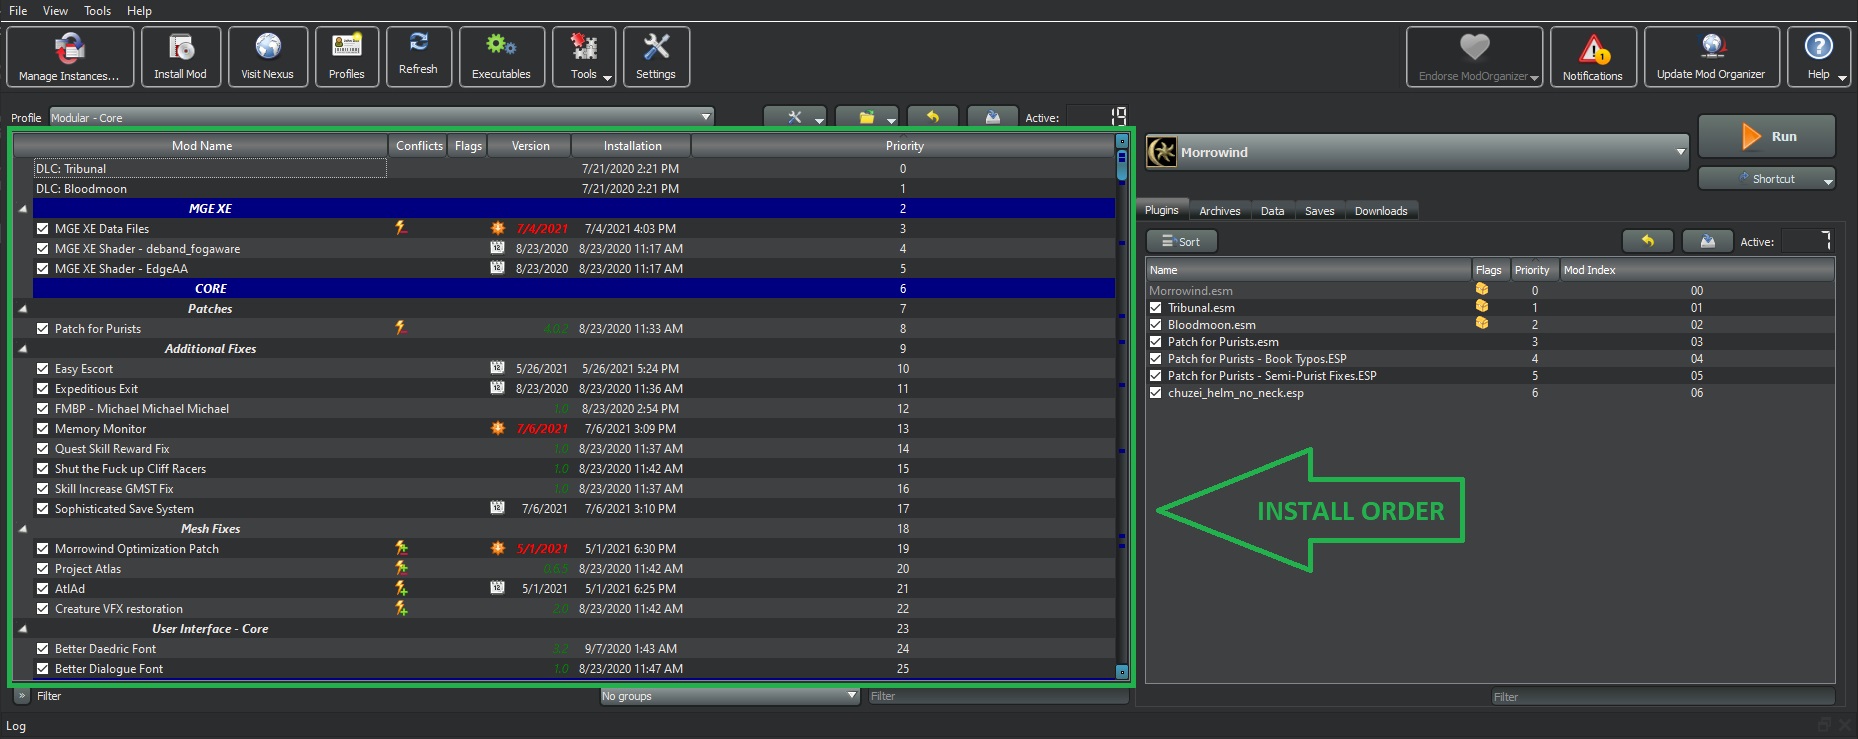 File View Tools Help
Manage Instances... Install Mod Visit Nexus Profiles Refresh Executables Tools Settings Endorse ModOrganizer Notifications Update Mod Organizer Help
Profile Modular - Core Active: 19
Mod Name Conflicts Flags Version Installation Priority
DLC: Tribunal 7/21/2020 2:21 PM 0
DLC: Bloodmoon 7/21/2020 2:21 PM 1
MGE XE 2
MGE XE Data Files 7/4/2021 7/4/2021 4:03 PM 3
MGE XE Shader - deband_fogaware 8/23/2020 8/23/2020 11:17 AM 4
MGE XE Shader - EdgeAA 8/23/2020 8/23/2020 11:17 AM 5
CORE 6
Patches 7
Patch for Purists 4.0.2 8/23/2020 11:33 AM 8
Additional Fixes 9
Easy Escort 5/26/2021 5/26/2021 5:24 PM 10
Expeditious Exit 8/23/2020 8/23/2020 11:36 AM 11
FMBP - Michael Michael Michael 1.0 8/23/2020 2:54 PM 12
Memory Monitor 7/6/2021 7/6/2021 3:09 PM 13
Quest Skill Reward Fix 1.0 8/23/2020 11:37 AM 14
Shut the Fuck up Cliff Racers 1.0 8/23/2020 11:42 AM 15
Skill Increase GMST Fix 1.0 8/23/2020 11:37 AM 16
Sophisticated Save System 7/6/2021 7/6/2021 3:10 PM 17
Mesh Fixes 18
Morrowind Optimization Patch 5/1/2021 5/1/2021 6:30 PM 19
Project Atlas 0.6.5 8/23/2020 11:42 AM 20
AtlAd 5/1/2021 5/1/2021 6:25 PM 21
Creature VFX restoration 2.0 8/23/2020 11:42 AM 22
User Interface - Core 23
Better Daedric Font 3.2 9/7/2020 1:43 AM 24
Better Dialogue Font 1.0 8/23/2020 11:47 AM 25
» Filter No groups Filter
Morrowind Run
Shortcut
Plugins Archives Data Saves Downloads
Sort Active: 7
Name Flags Priority Mod Index
Morrowind.esm 0 00
Tribunal.esm 1 01
Bloodmoon.esm 2 02
Patch for Purists.esm 3 03
Patch for Purists - Book Typos.ESP 4 04
Patch for Purists - Semi-Purist Fixes.ESP 5 05
chuzei_helm_no_neck.esp 6 06
INSTALL ORDER
Filter
Log